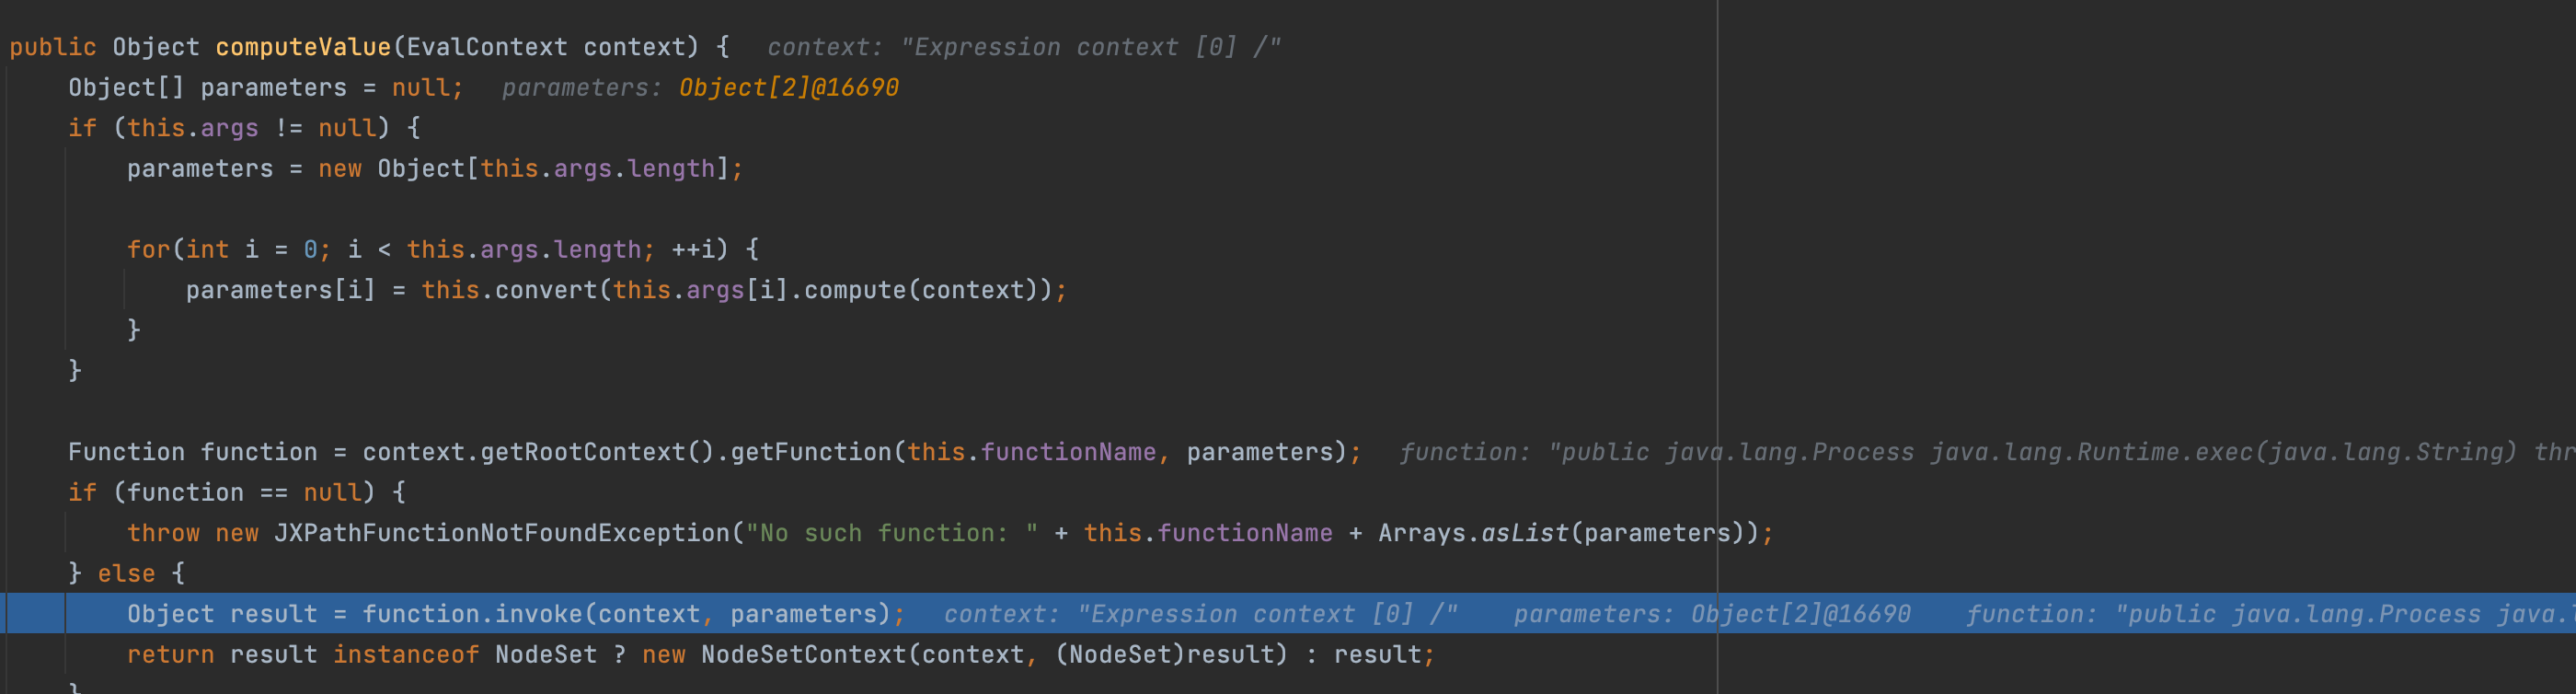 public Object computeValue(EvalContext context) {   context: "Expression context [0] /"
    Object[] parameters = null;   parameters: Object[2]@16690
    if (this.args != null) {
        parameters = new Object[this.args.length];
        for(int i = 0; i < this.args.length; ++i) {
            parameters[i] = this.convert(this.args[i].compute(context));
        }
    }
    Function function = context.getRootContext().getFunction(this.functionName, parameters);   function: "public java.lang.Process java.lang.Runtime.exec(java.lang.String) thr
    if (function == null) {
        throw new JXPathFunctionNotFoundException("No such function: " + this.functionName + Arrays.asList(parameters));
    } else {
        Object result = function.invoke(context, parameters);   context: "Expression context [0] /"   parameters: Object[2]@16690   function: "public java.lang.Process java.l
        return result instanceof NodeSet ? new NodeSetContext(context, (NodeSet)result) : result;
    }